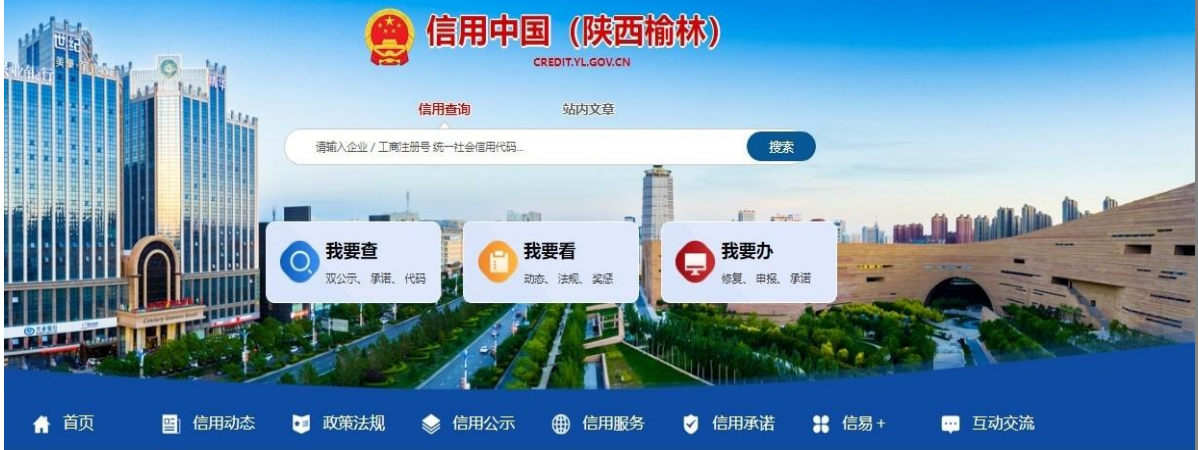 信用中国（陕西榆林）
CREDIT.YL.GOV.CN
信用查询
站内文章
请输入企业 / 工商注册号 统一社会信用代码...
搜索
我要查
双公示、承诺、代码
我要看
动态、法规、奖惩
我要办
修复、申报、承诺
世纪
首页
信用动态
政策法规
信用公示
信用服务
信用承诺
信易+
互动交流